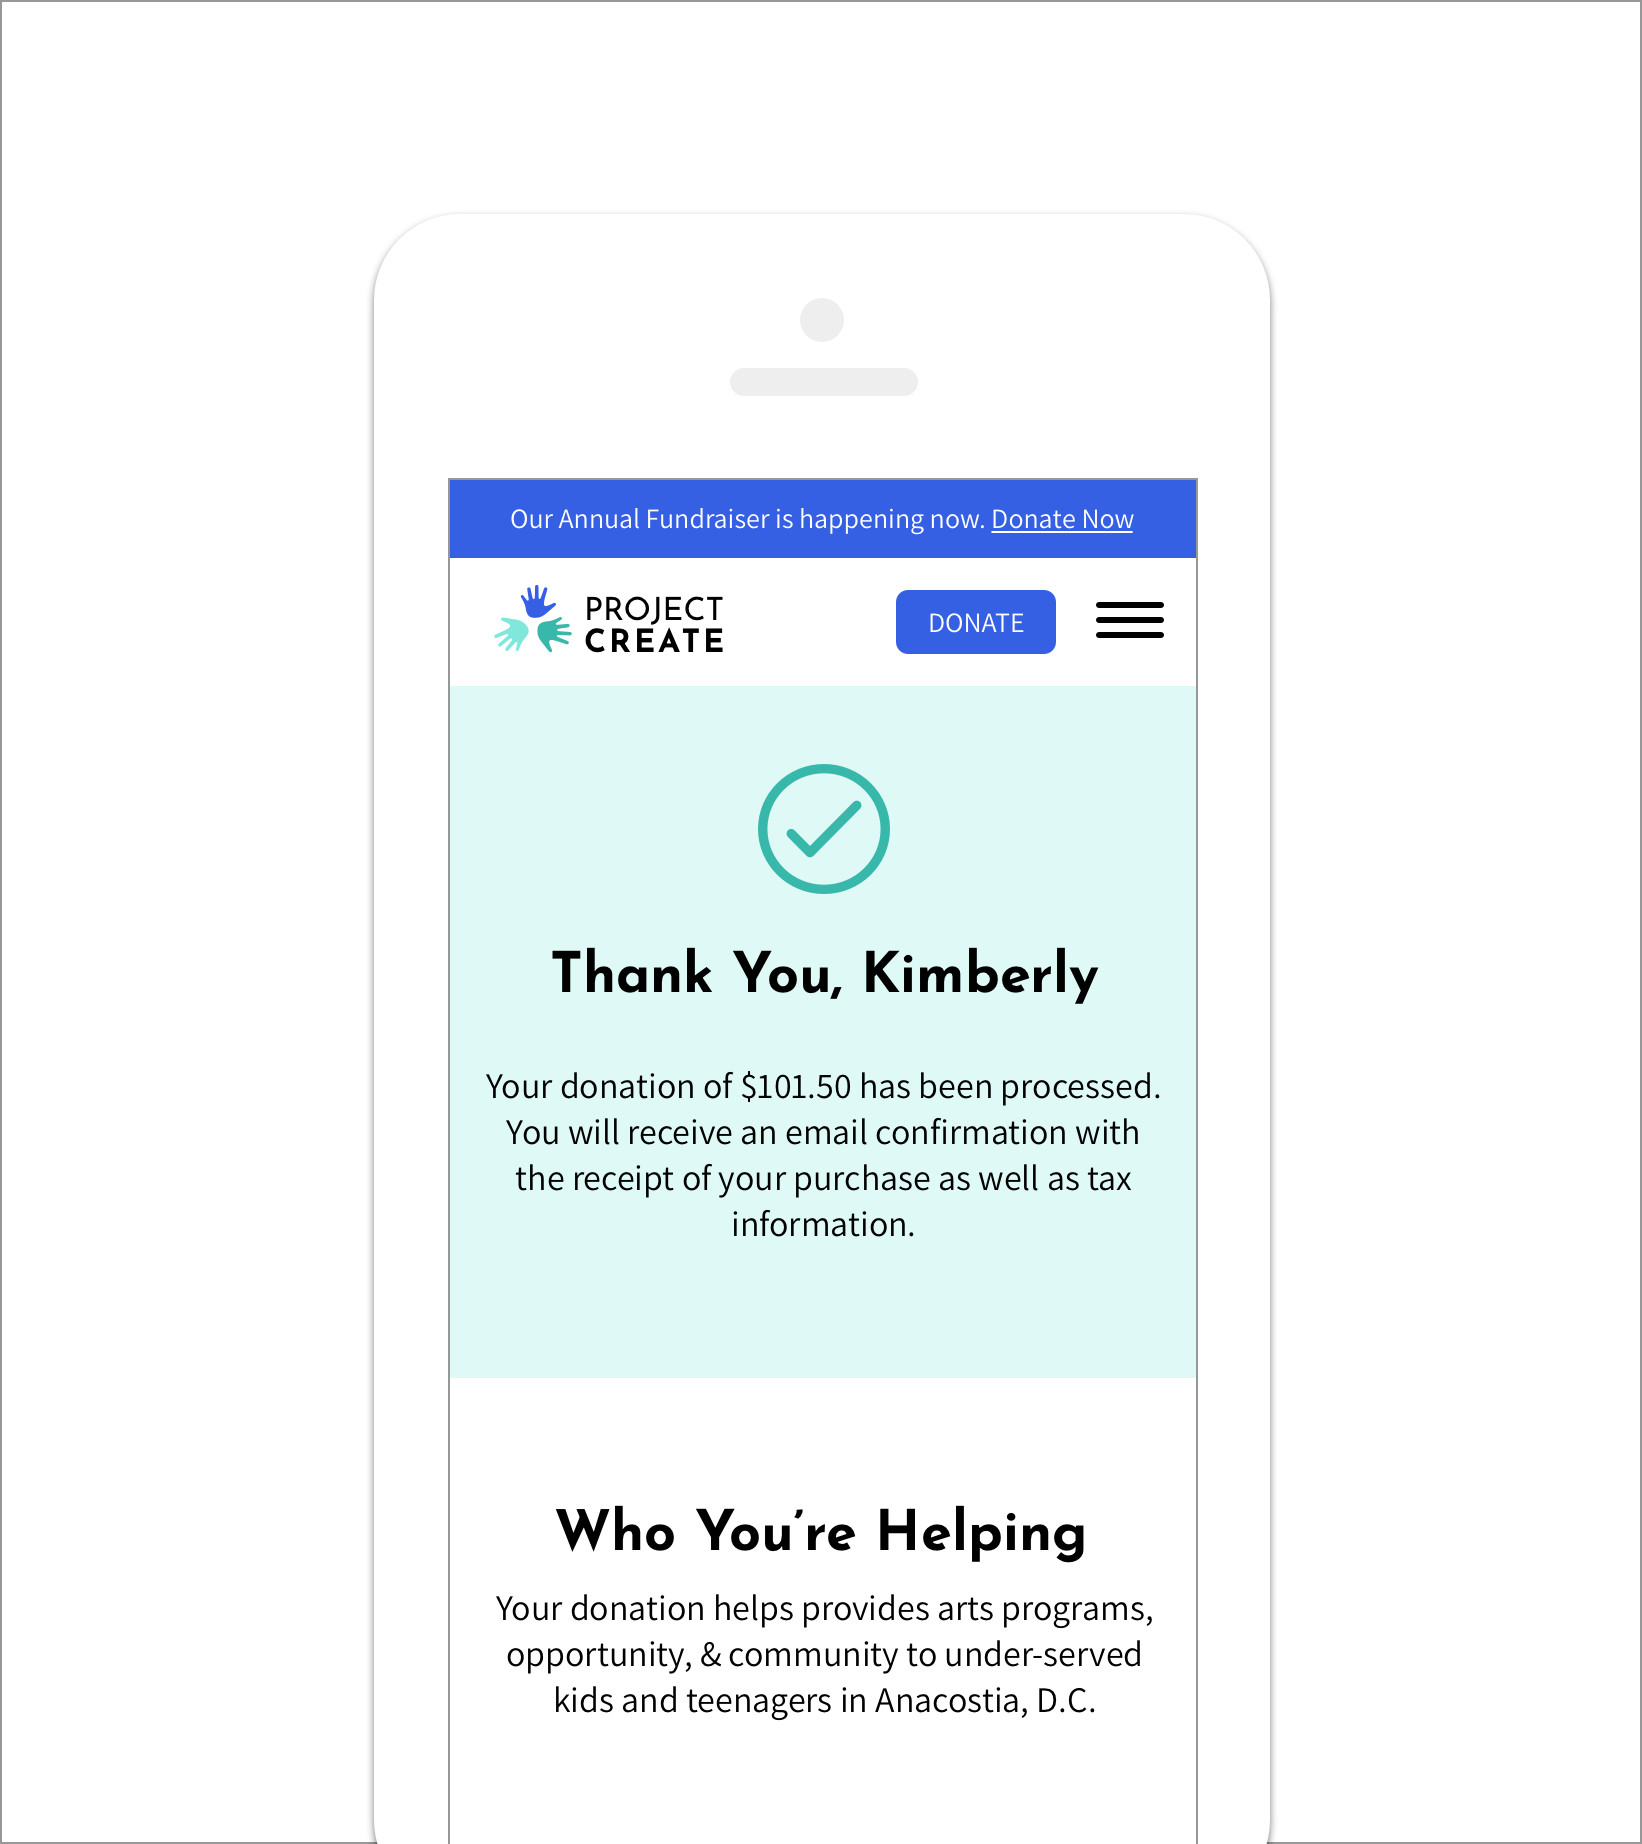 Our Annual Fundraiser is happening now. Donate Now
PROJECT
CREATE
DONATE
Thank You, Kimberly
Your donation of $101.50 has been processed.
You will receive an email confirmation with
the receipt of your purchase as well as tax
information.
Who You’re Helping
Your donation helps provides arts programs,
opportunity, & community to under-served
kids and teenagers in Anacostia, D.C.